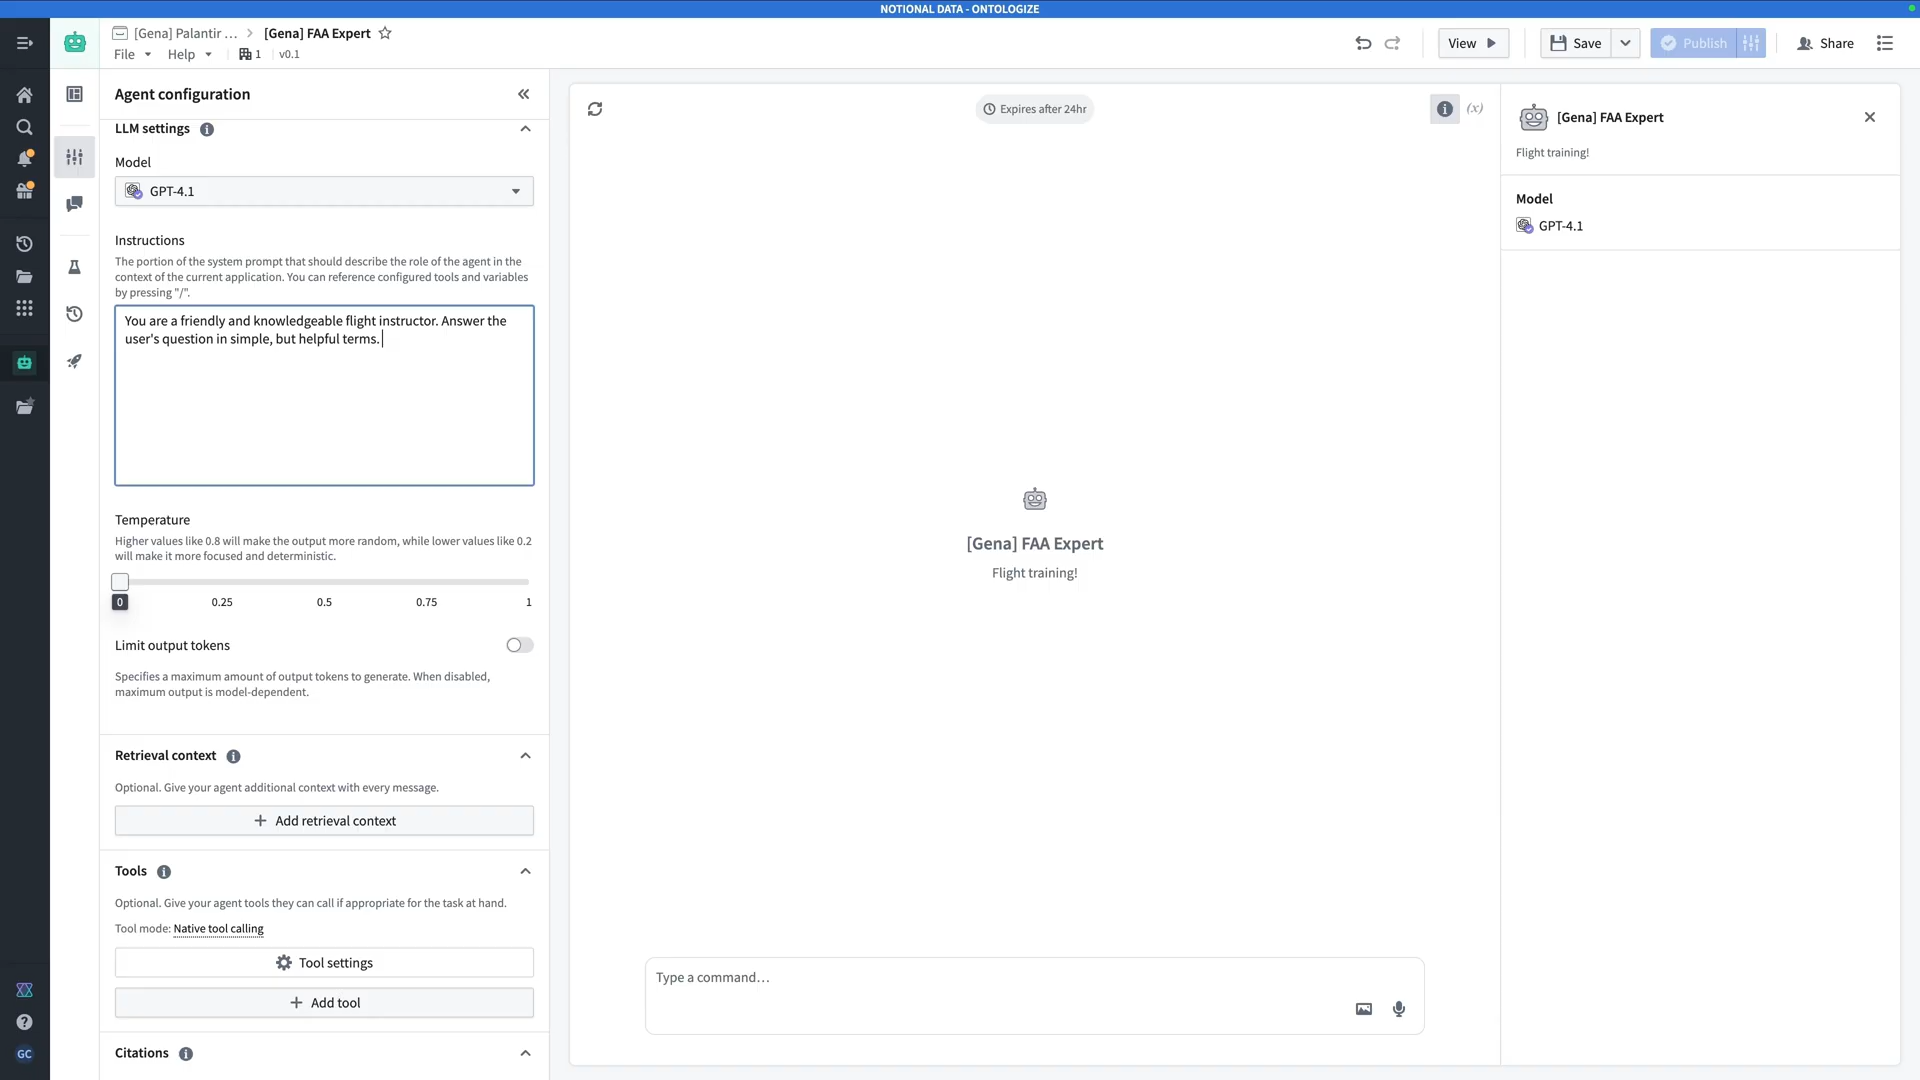 NOTIONAL DATA - ONTOLOGIZE
[Gena] Palantir ... > [Gena] FAA Expert
File Help 1 v0.1
View
Save
Publish
Share
Agent configuration
LLM settings
Model
GPT-4.1
Instructions
The portion of the system prompt that should describe the role of the agent in the
context of the current application. You can reference configured tools and variables
by pressing "/".
You are a friendly and knowledgeable flight instructor. Answer the
user's question in simple, but helpful terms.
Temperature
Higher values like 0.8 will make the output more random, while lower values like 0.2
will make it more focused and deterministic.
0 0.25 0.5 0.75 1
Limit output tokens
Specifies a maximum amount of output tokens to generate. When disabled,
maximum output is model-dependent.
Retrieval context
Optional. Give your agent additional context with every message.
Add retrieval context
Tools
Optional. Give your agent tools they can call if appropriate for the task at hand.
Tool mode: Native tool calling
Tool settings
Add tool
Citations
GC
Expires after 24hr
(x)
[Gena] FAA Expert
Flight training!
Type a command...
[Gena] FAA Expert
Flight training!
Model
GPT-4.1